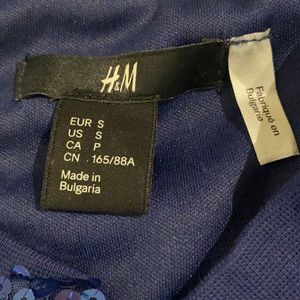 H&M
EUR S
US S
CA P
CN 165/88A
Made in
Bulgaria
Fabriqué en
Bulgarie